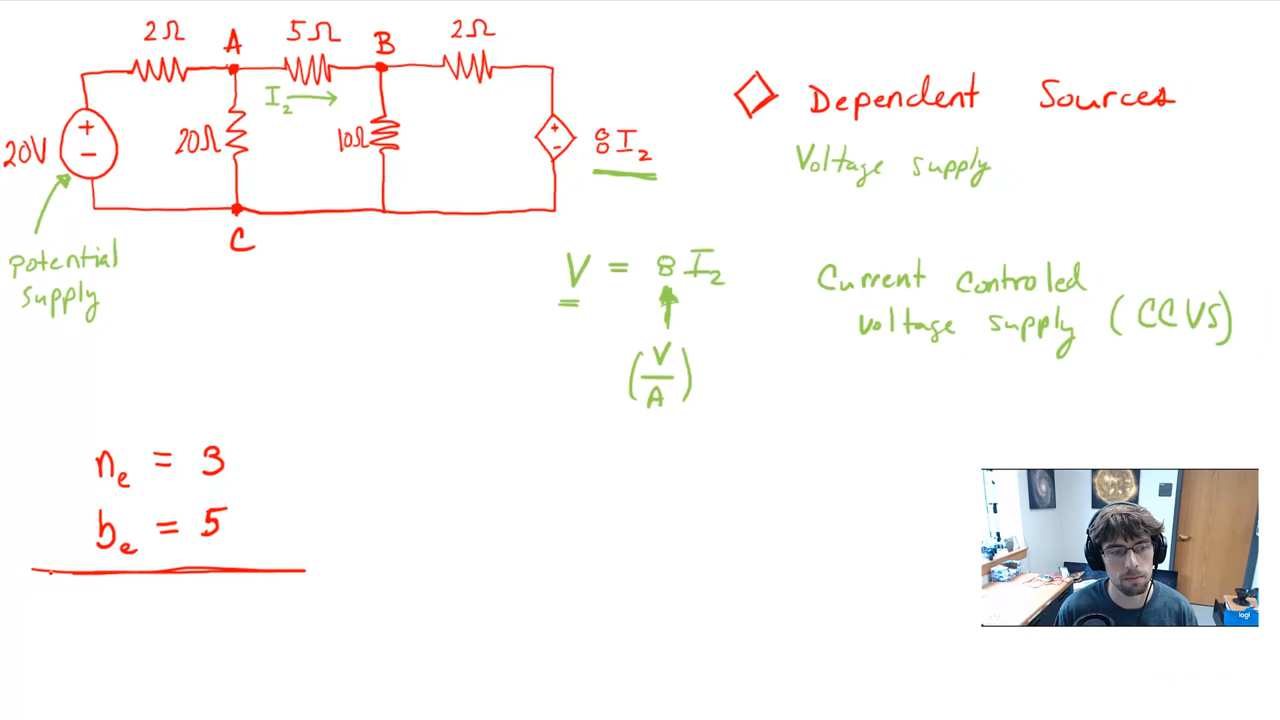 2Ω
A
5Ω
B
2Ω
I₂
20V
+
−
20Ω
10Ω
+
-
8I₂
C
potential
supply
Dependent Sources
Voltage supply
V = 8I₂
(V/A)
Current controled
voltage supply (CCVS)
nₑ = 3
bₑ = 5
logi